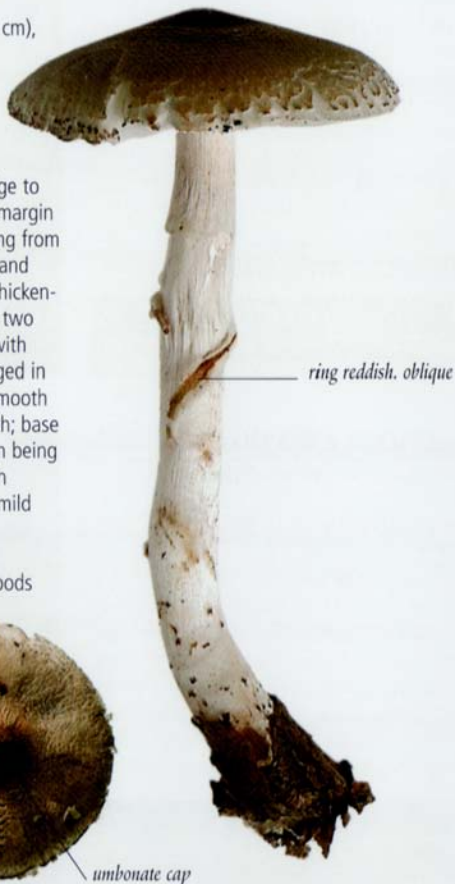 cm),
ge to
margin
ng from
and
hicken-
two
with
ged in
mooth
h; base
n being
n
mild
oods
ring reddish. oblique
umbonate cap